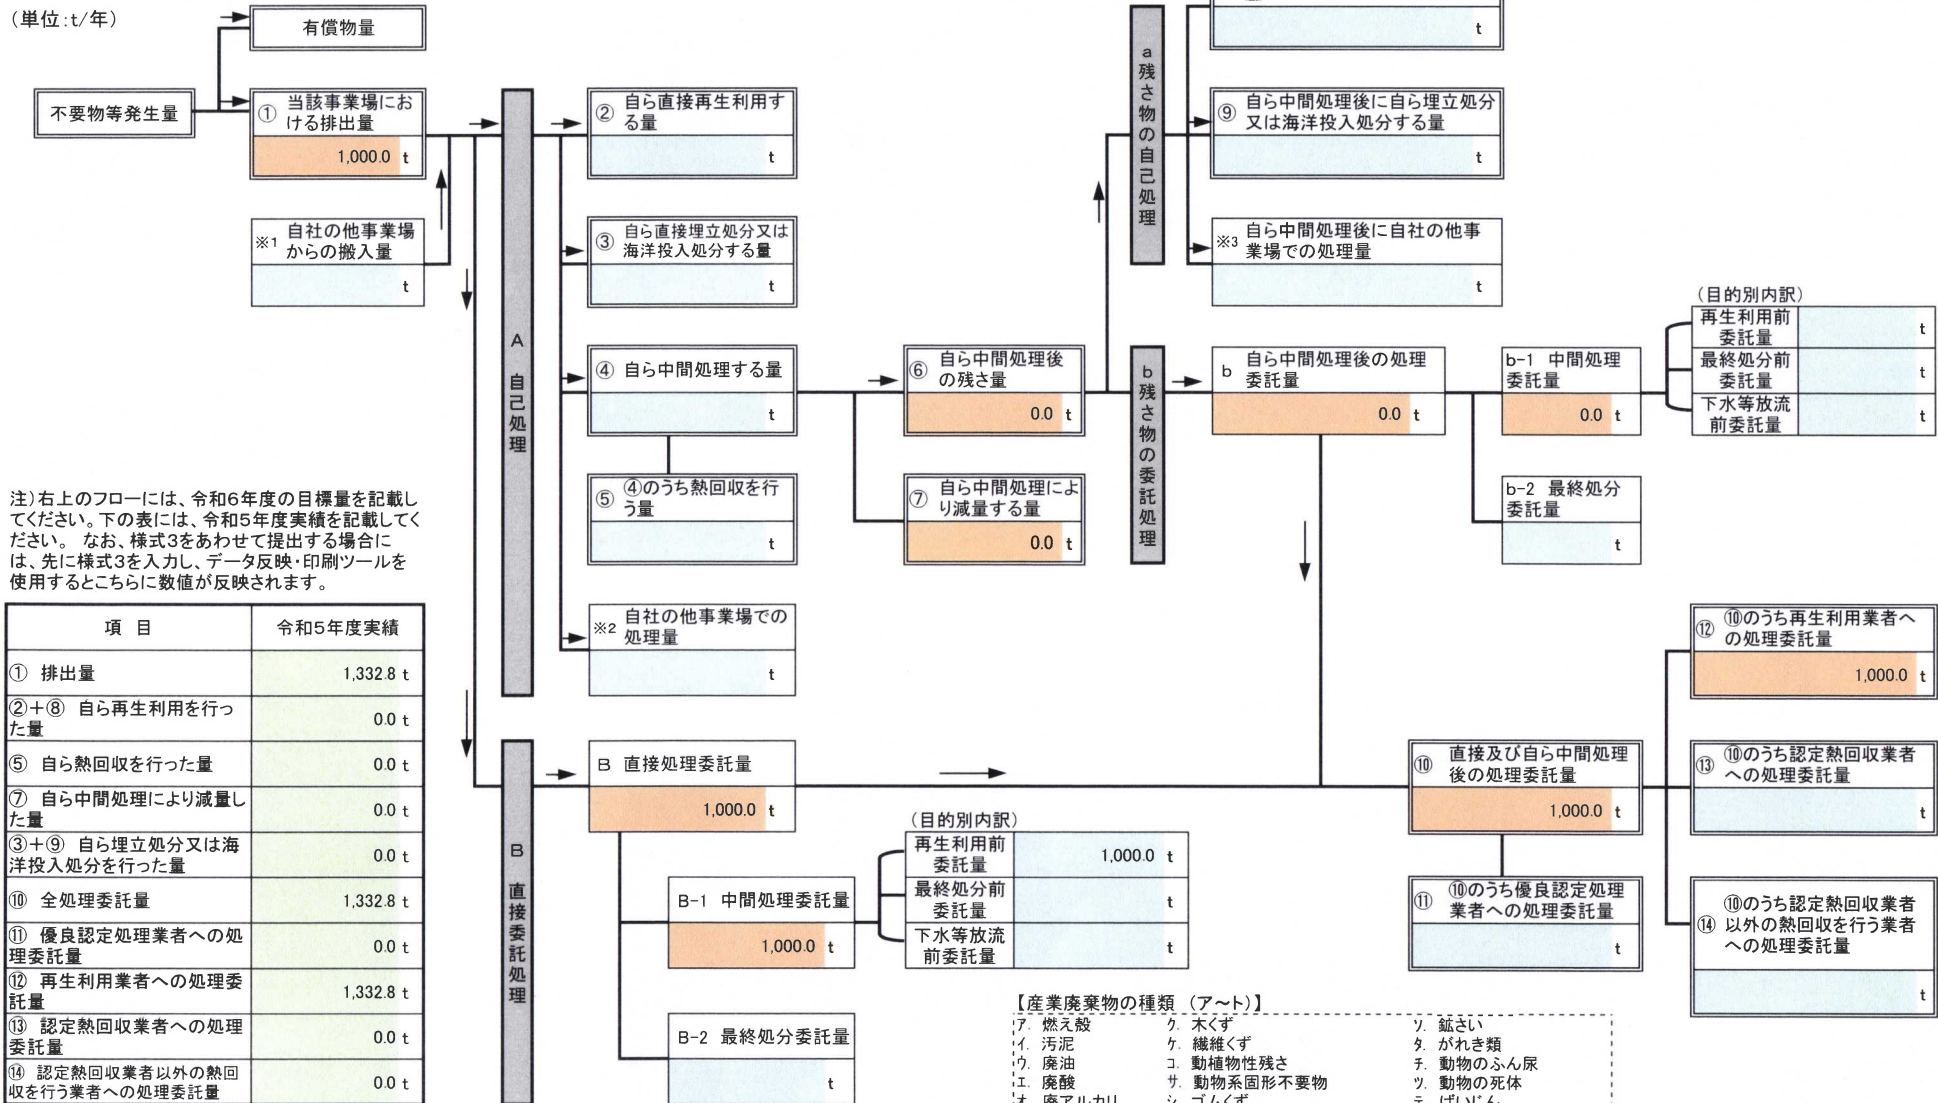 (単位:t/年)
有償物量
不要物等発生量
① 当該事業場にお
ける排出量
1,000.0 t
※1 自社の他事業場
からの搬入量
t
A 自己処理
② 自ら直接再生利用す
る量
t
③ 自ら直接埋立処分又は
海洋投入処分する量
t
④ 自ら中間処理する量
t
⑤ ④のうち熱回収を行
う量
t
※2 自社の他事業場での
処理量
t
⑥ 自ら中間処理後
の残さ量
0.0 t
⑦ 自ら中間処理によ
り減量する量
0.0 t
a 残さ物の自己処理
t
⑨ 自ら中間処理後に自ら埋立処分
又は海洋投入処分する量
t
※3 自ら中間処理後に自社の他事
業場での処理量
t
b 残さ物の委託処理
b 自ら中間処理後の処理
委託量
0.0 t
b-1 中間処理
委託量
0.0 t
(目的別内訳)
再生利用前
委託量
t
最終処分前
委託量
t
下水等放流
前委託量
t
b-2 最終処分
委託量
t
注)右上のフローには、令和6年度の目標量を記載し
てください。下の表には、令和5年度実績を記載してく
ださい。 なお、様式3をあわせて提出する場合に
は、先に様式3を入力し、データ反映・印刷ツールを
使用するとこちらに数値が反映されます。
項 目 令和5年度実績
① 排出量 1,332.8 t
②+⑧ 自ら再生利用を行っ
た量 0.0 t
⑤ 自ら熱回収を行った量 0.0 t
⑦ 自ら中間処理により減量し
た量 0.0 t
③+⑨ 自ら埋立処分又は海
洋投入処分を行った量 0.0 t
⑩ 全処理委託量 1,332.8 t
⑪ 優良認定処理業者への処
理委託量 0.0 t
⑫ 再生利用業者への処理委
託量 1,332.8 t
⑬ 認定熱回収業者への処理
委託量 0.0 t
⑭ 認定熱回収業者以外の熱回
収を行う業者への処理委託量 0.0 t
B 直接委託処理
B 直接処理委託量
1,000.0 t
B-1 中間処理委託量
1,000.0 t
(目的別内訳)
再生利用前
委託量
1,000.0 t
最終処分前
委託量
t
下水等放流
前委託量
t
B-2 最終処分委託量
t
⑩ 直接及び自ら中間処理
後の処理委託量
1,000.0 t
⑪ ⑩のうち優良認定処理
業者への処理委託量
t
⑫ ⑩のうち再生利用業者へ
の処理委託量
1,000.0 t
⑬ ⑩のうち認定熱回収業者
への処理委託量
t
⑭ ⑩のうち認定熱回収業者
以外の熱回収を行う業者
への処理委託量
t
【産業廃棄物の種類 (ア~ト)】
ア. 燃え殻 ク. 木くず ソ. 鉱さい
イ. 汚泥 ケ. 繊維くず タ. がれき類
ウ. 廃油 コ. 動植物性残さ チ. 動物のふん尿
エ. 廃酸 サ. 動物系固形不要物 ツ. 動物の死体
オ. 廃アルカリ シ. ゴムくず テ. ばいじん